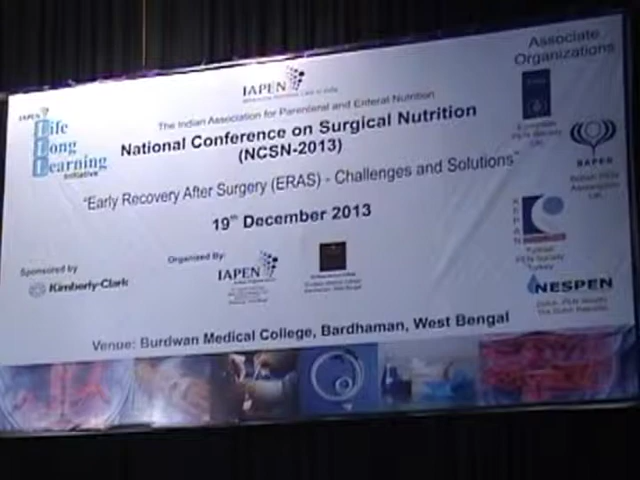 Associate
Organizations
IAPEN
The Indian Association for Parenteral and Enteral Nutrition
IAPEN
Life
Long
Learning
Initiative
National Conference on Surgical Nutrition
(NCSN-2013)
"Early Recovery After Surgery (ERAS) - Challenges and Solutions"
19th December 2013
BAPEN
KEPAN
Sponsored by
Kimberly-Clark
Organized By:
IAPEN
NESPEN
Venue: Burdwan Medical College, Bardhaman, West Bengal